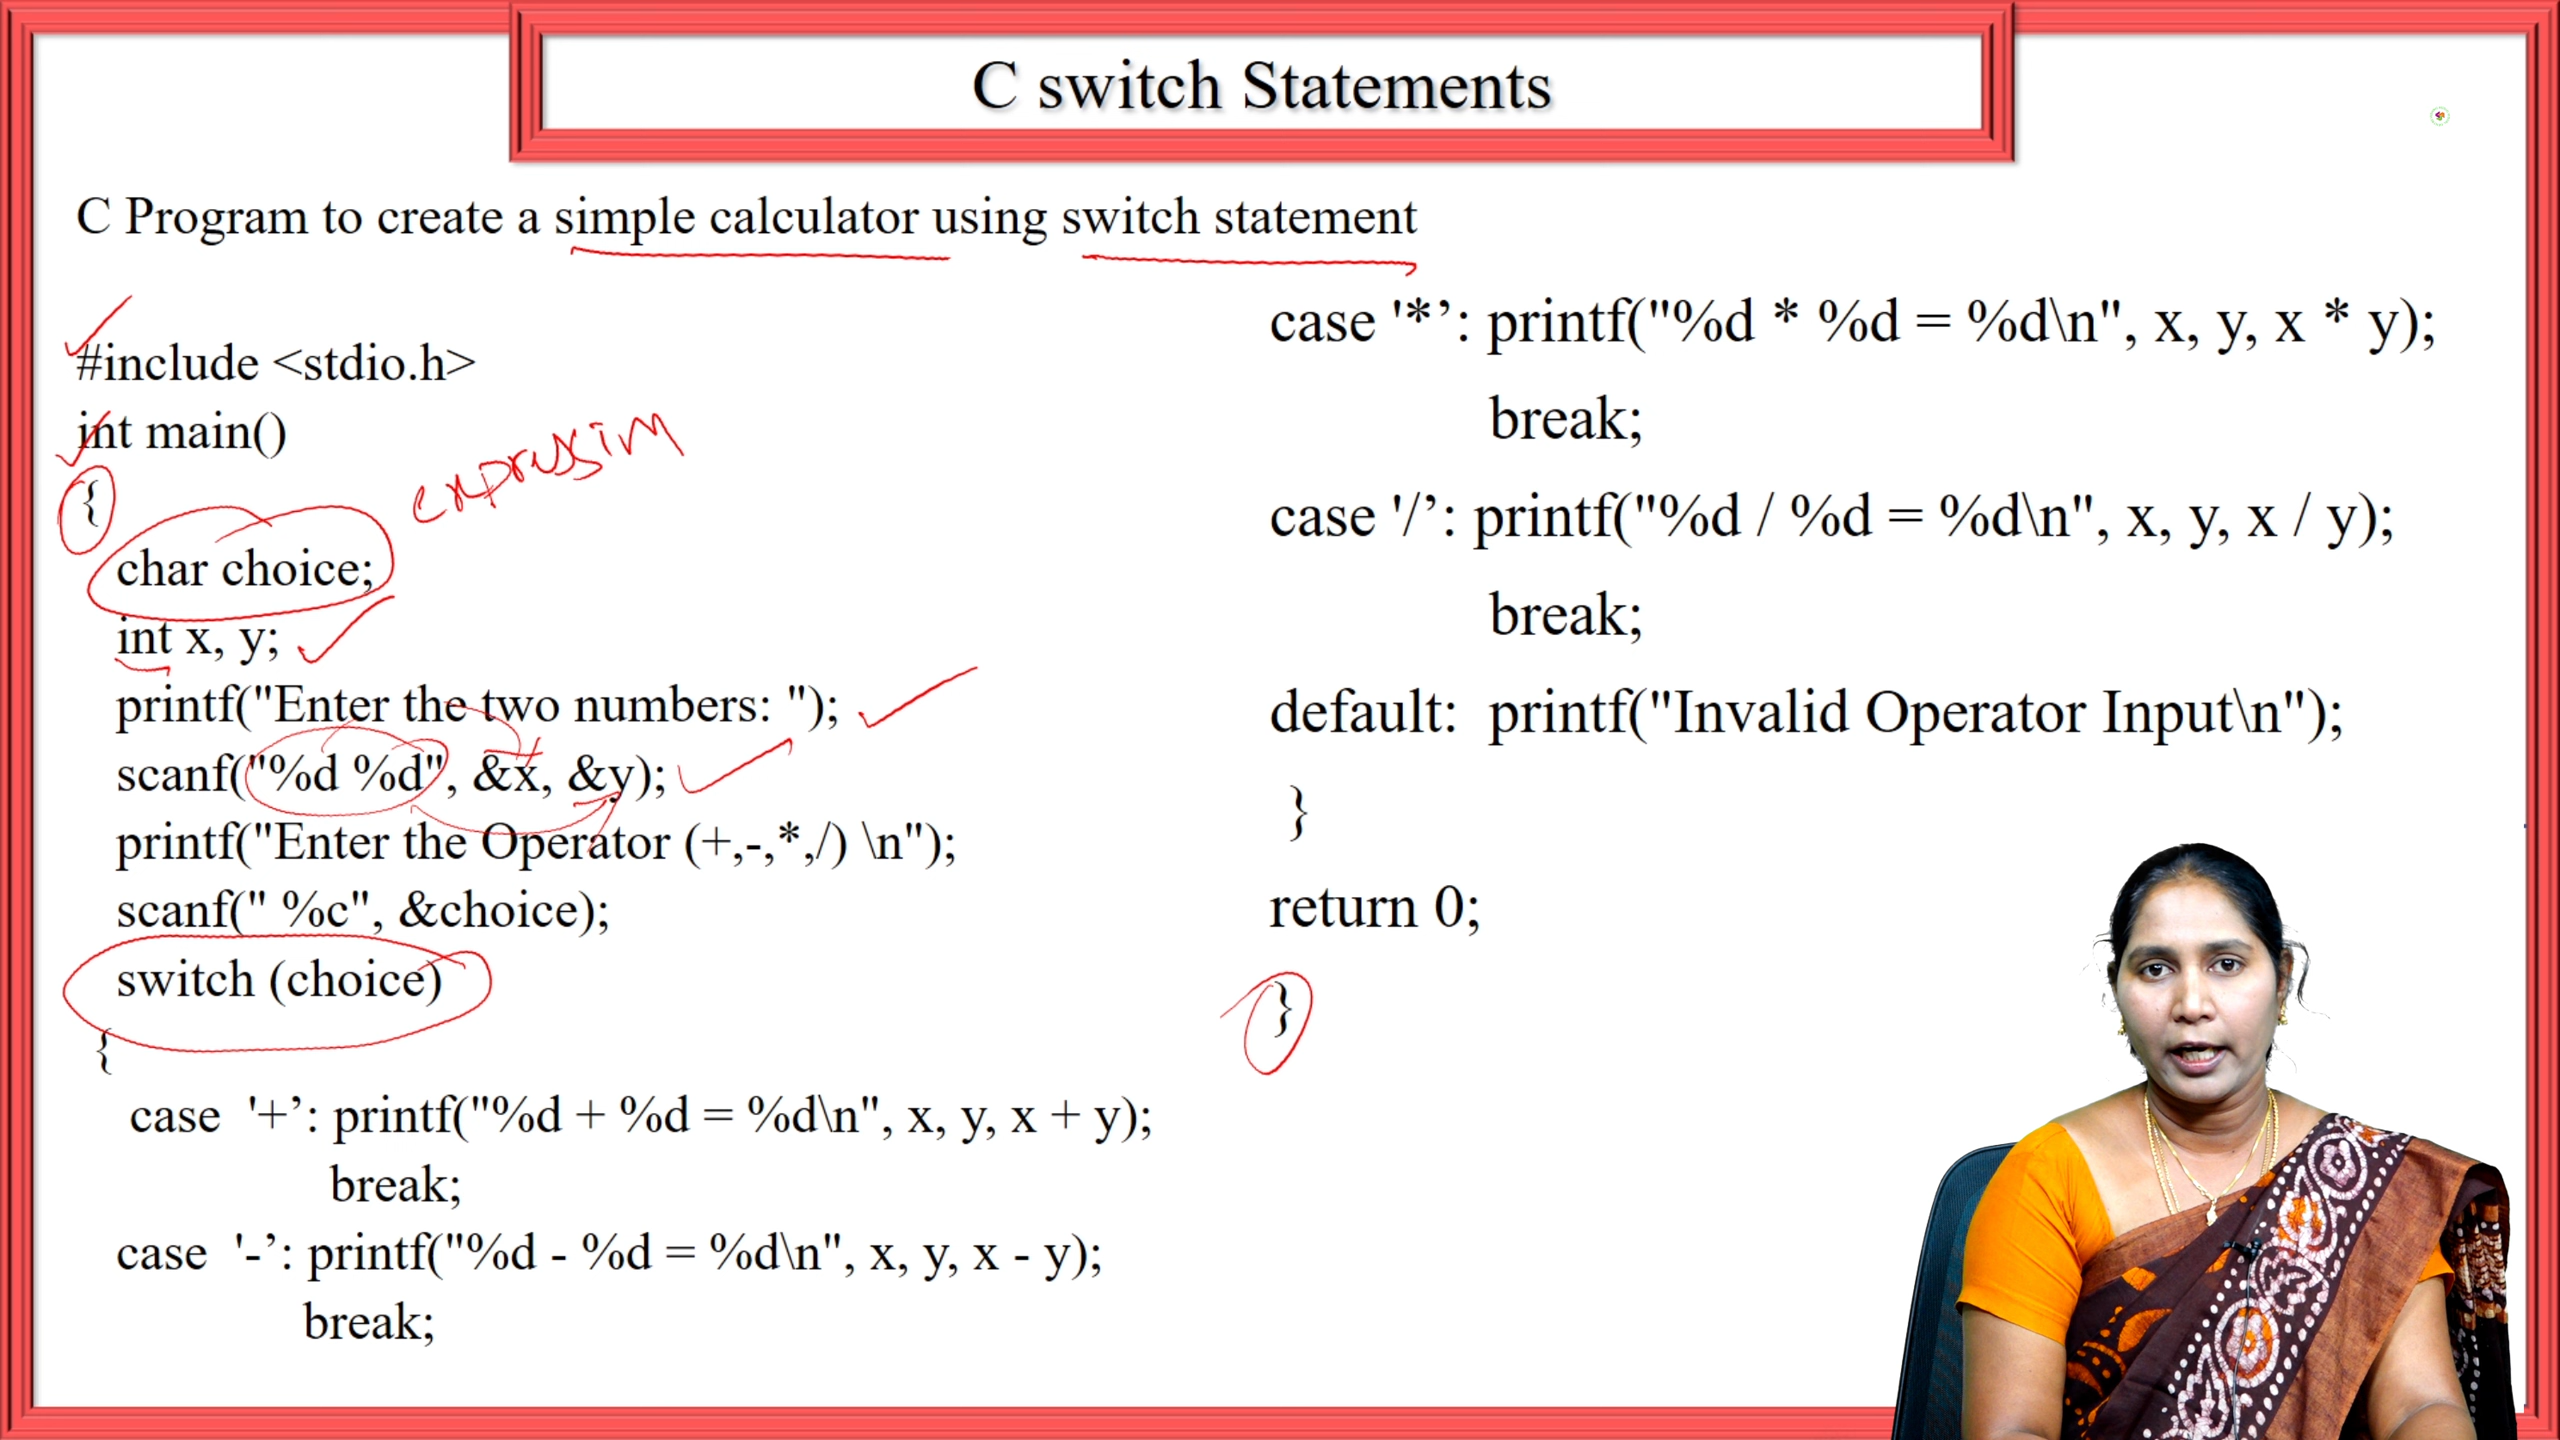 C switch Statements
C Program to create a simple calculator using switch statement
#include <stdio.h>
int main()
{
expression
char choice;
int x, y;
printf("Enter the two numbers: ");
scanf("%d %d", &x, &y);
printf("Enter the Operator (+,-,*,/) \n");
scanf(" %c", &choice);
switch (choice)
{
case  '+’: printf("%d + %d = %d\n", x, y, x + y);
break;
case  '-’: printf("%d - %d = %d\n", x, y, x - y);
break;
case '*’: printf("%d * %d = %d\n", x, y, x * y);
break;
case '/’: printf("%d / %d = %d\n", x, y, x / y);
break;
default:  printf("Invalid Operator Input\n");
}
return 0;
}